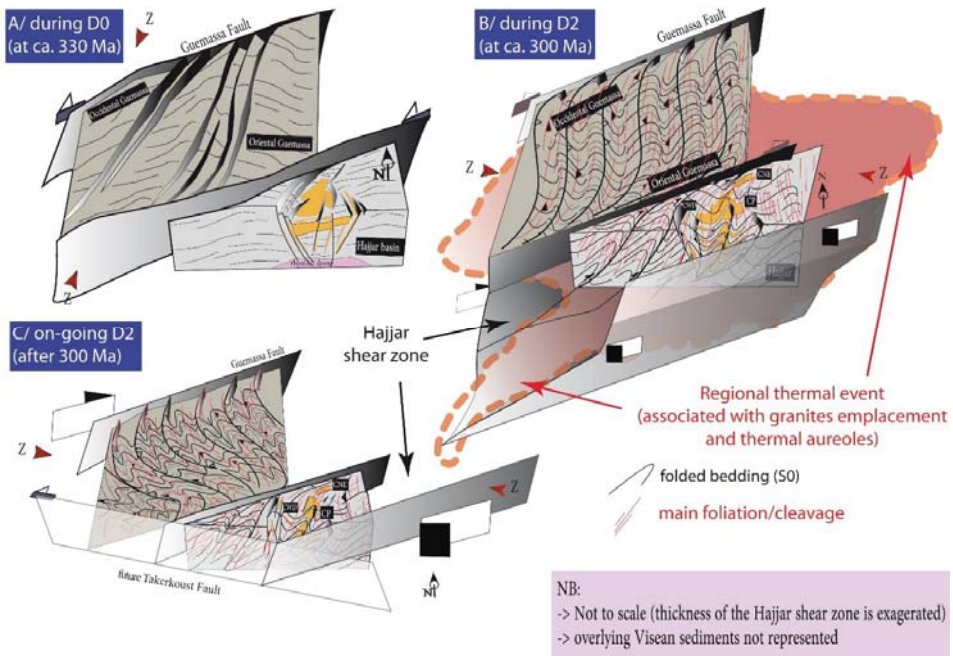 A/ during D0
(at ca. 330 Ma)
Z
Guemassa Fault
Occidental Guemassa
Oriental Guemassa
N
Hajjar basin
Z
B/ during D2
(at ca. 300 Ma)
Guemassa Fault
Occidental Guemassa
Z
Oriental Guemassa
CNE
Z
N
CWD
CP
Hajjar
C/ on-going D2
(after 300 Ma)
Hajjar
shear zone
Guemassa Fault
Z
CNE
CWD
CP
Z
N
future Takerkoust Fault
Regional thermal event
(associated with granites emplacement
and thermal aureoles)
folded bedding (S0)
main foliation/cleavage
NB:
-> Not to scale (thickness of the Hajjar shear zone is exagerated)
-> overlying Visean sediments not represented